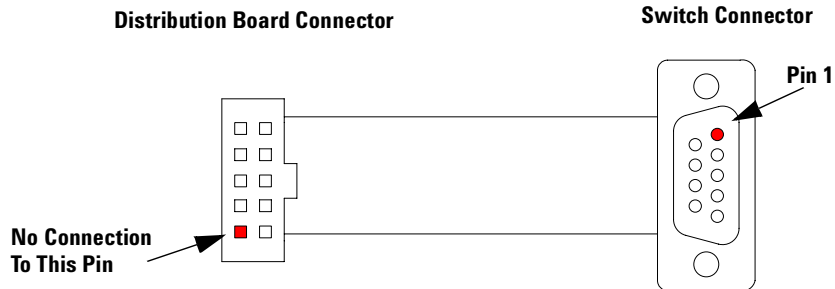 Distribution Board Connector
Switch Connector
Pin 1
No Connection
To This Pin